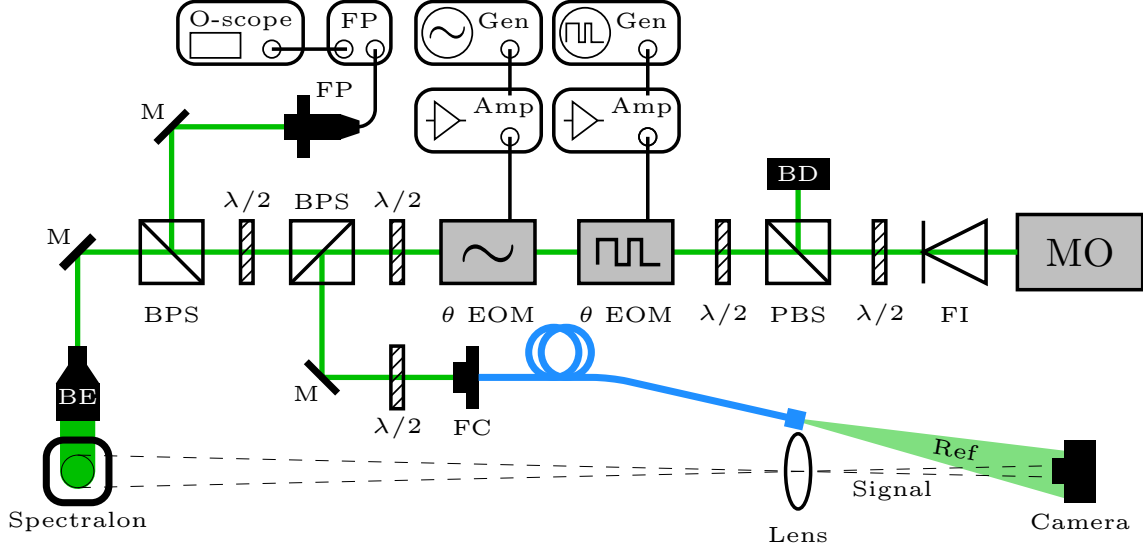 O-scope FP Gen Gen
FP
M Amp Amp
BD
λ/2 BPS λ/2
M
MO
BPS θ EOM θ EOM λ/2 PBS λ/2 FI
M
BE
λ/2 FC
Ref
Signal
Spectralon Lens Camera